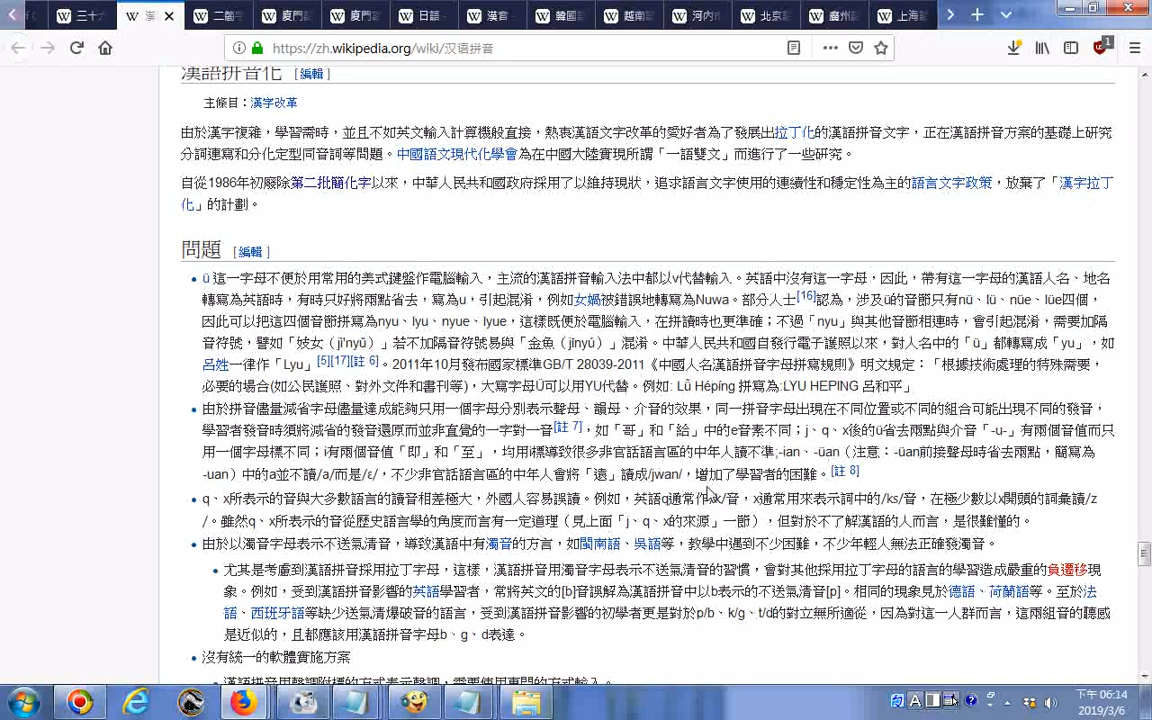 三十六
漢
二簡字
廈門話
廈門
日語
漢音
韓國
越南
河內
北京
廣州
上海
https://zh.wikipedia.org/wiki/汉语拼音
漢語拼音化 [編輯]
主條目：漢字改革
由於漢字複雜，學習需時，並且不如英文輸入計算機般直接，熱衷漢語文字改革的愛好者為了發展出拉丁化的漢語拼音文字，正在漢語拼音方案的基礎上研究
分詞連寫和分化定型同音詞等問題。中國語文現代化學會為在中國大陸實現所謂「一語雙文」而進行了一些研究。
自從1986年初廢除第二批簡化字以來，中華人民共和國政府採用了以維持現狀，追求語言文字使用的連續性和穩定性為主的語言文字政策，放棄了「漢字拉丁
化」的計劃。
問題 [編輯]
ü 這一字母不便於用常用的美式鍵盤作電腦輸入，主流的漢語拼音輸入法中都以v代替輸入。英語中沒有這一字母，因此，帶有這一字母的漢語人名、地名
轉寫為英語時，有時只好將兩點省去，寫為u，引起混淆，例如女媧被錯誤地轉寫為Nuwa。部分人士[16]認為，涉及ü的音節只有nü、lü、nüe、lüe四個，
因此可以把這四個音節拼寫為nyu、lyu、nyue、lyue，這樣既便於電腦輸入，在拼讀時也更準確；不過「nyu」與其他音節相連時，會引起混淆，需要加隔
音符號，譬如「妓女（jì'nyǔ）」若不加隔音符號易與「金魚（jīnyú）」混淆。中華人民共和國自發行電子護照以來，對人名中的「ü」都轉寫成「yu」，如
呂姓一律作「Lyu」[5][17][註 6]。2011年10月發布國家標準GB/T 28039-2011《中國人名漢語拼音字母拼寫規則》明文規定：「根據技術處理的特殊需要，
必要的場合(如公民護照、對外文件和書刊等)，大寫字母Ü可以用YU代替。例如: Lǚ Hépíng 拼寫為:LYU HEPING 呂和平」
由於拼音儘量減省字母儘量達成能夠只用一個字母分別表示聲母、韻母、介音的效果，同一拼音字母出現在不同位置或不同的組合可能出現不同的發音，
學習者發音時須將減省的發音還原而並非直覺的一字對一音[註 7]，如「哥」和「給」中的e音素不同；j、q、x後的ü省去兩點與介音「-u-」有兩個音值而只
用一個字母標不同；i有兩個音值「即」和「至」，均用i標導致很多非官話語言區的中年人讀不準;-ian、-üan（注意：-üan前接聲母時省去兩點，簡寫為
-uan）中的a並不讀/a/而是/ɛ/，不少非官話語言區的中年人會將「遠」讀成/jwan/，增加了學習者的困難。[註 8]
q、x所表示的音與大多數語言的讀音相差極大，外國人容易誤讀。例如，英語q通常作/k/音，x通常用來表示詞中的/ks/音，在極少數以x開頭的詞彙讀/z
/。雖然q、x所表示的音從歷史語言學的角度而言有一定道理（見上面「j、q、x的來源」一節），但對於不了解漢語的人而言，是很難懂的。
由於以濁音字母表示不送氣清音，導致漢語中有濁音的方言，如閩南語、吳語等，教學中遇到不少困難，不少年輕人無法正確發濁音。
尤其是考慮到漢語拼音採用拉丁字母，這樣，漢語拼音用濁音字母表示不送氣清音的習慣，會對其他採用拉丁字母的語言的學習造成嚴重的負遷移現
象。例如，受到漢語拼音影響的英語學習者，常將英文的[b]音誤解為漢語拼音中以b表示的不送氣清音[p]。相同的現象見於德語、荷蘭語等。至於法
語、西班牙語等缺少送氣清爆破音的語言，受到漢語拼音影響的初學者更是對於p/b、k/g、t/d的對立無所適從，因為對這一人群而言，這兩組音的聽感
是近似的，且都應該用漢語拼音字母b、g、d表達。
沒有統一的軟體實施方案
漢語拼音用聲調附標的方式表示聲調，需要使用專門的方式輸入。
A
下午 06:14
2019/3/6